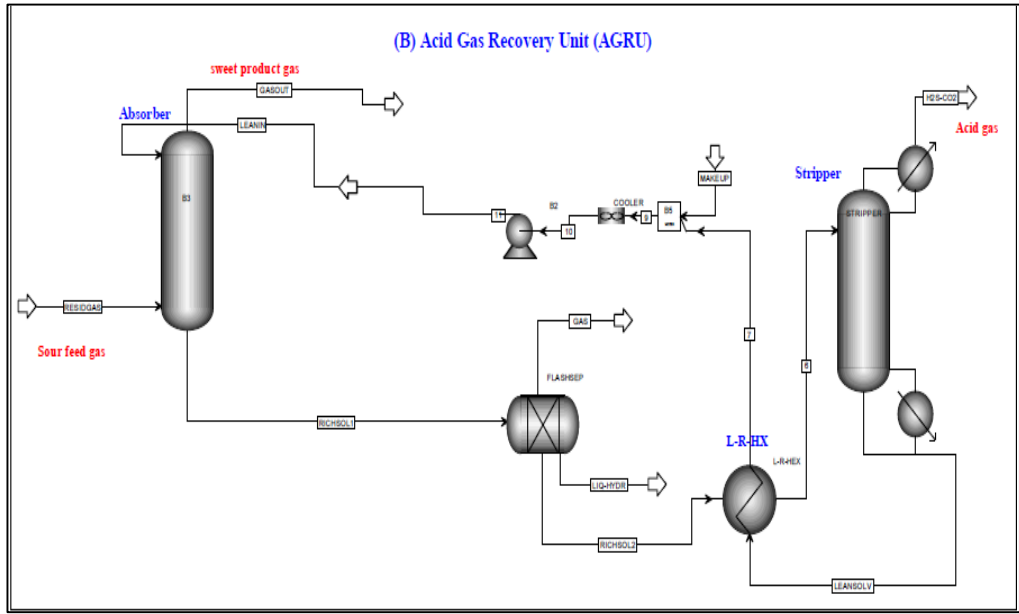 (B) Acid Gas Recovery Unit (AGRU)
sweet product gas
GASOUT
H2S-CO2
Acid gas
Absorber
LEANIN
MAKEUP
Stripper
B3
B2
COOLER
B5
STRIPPER
11
10
9
RESIDGAS
Sour feed gas
GAS
7
6
FLASHSEP
RICHSOL1
L-R-HX
L-R-HEX
LIQ-HYDR
RICHSOL2
LEANSOLV